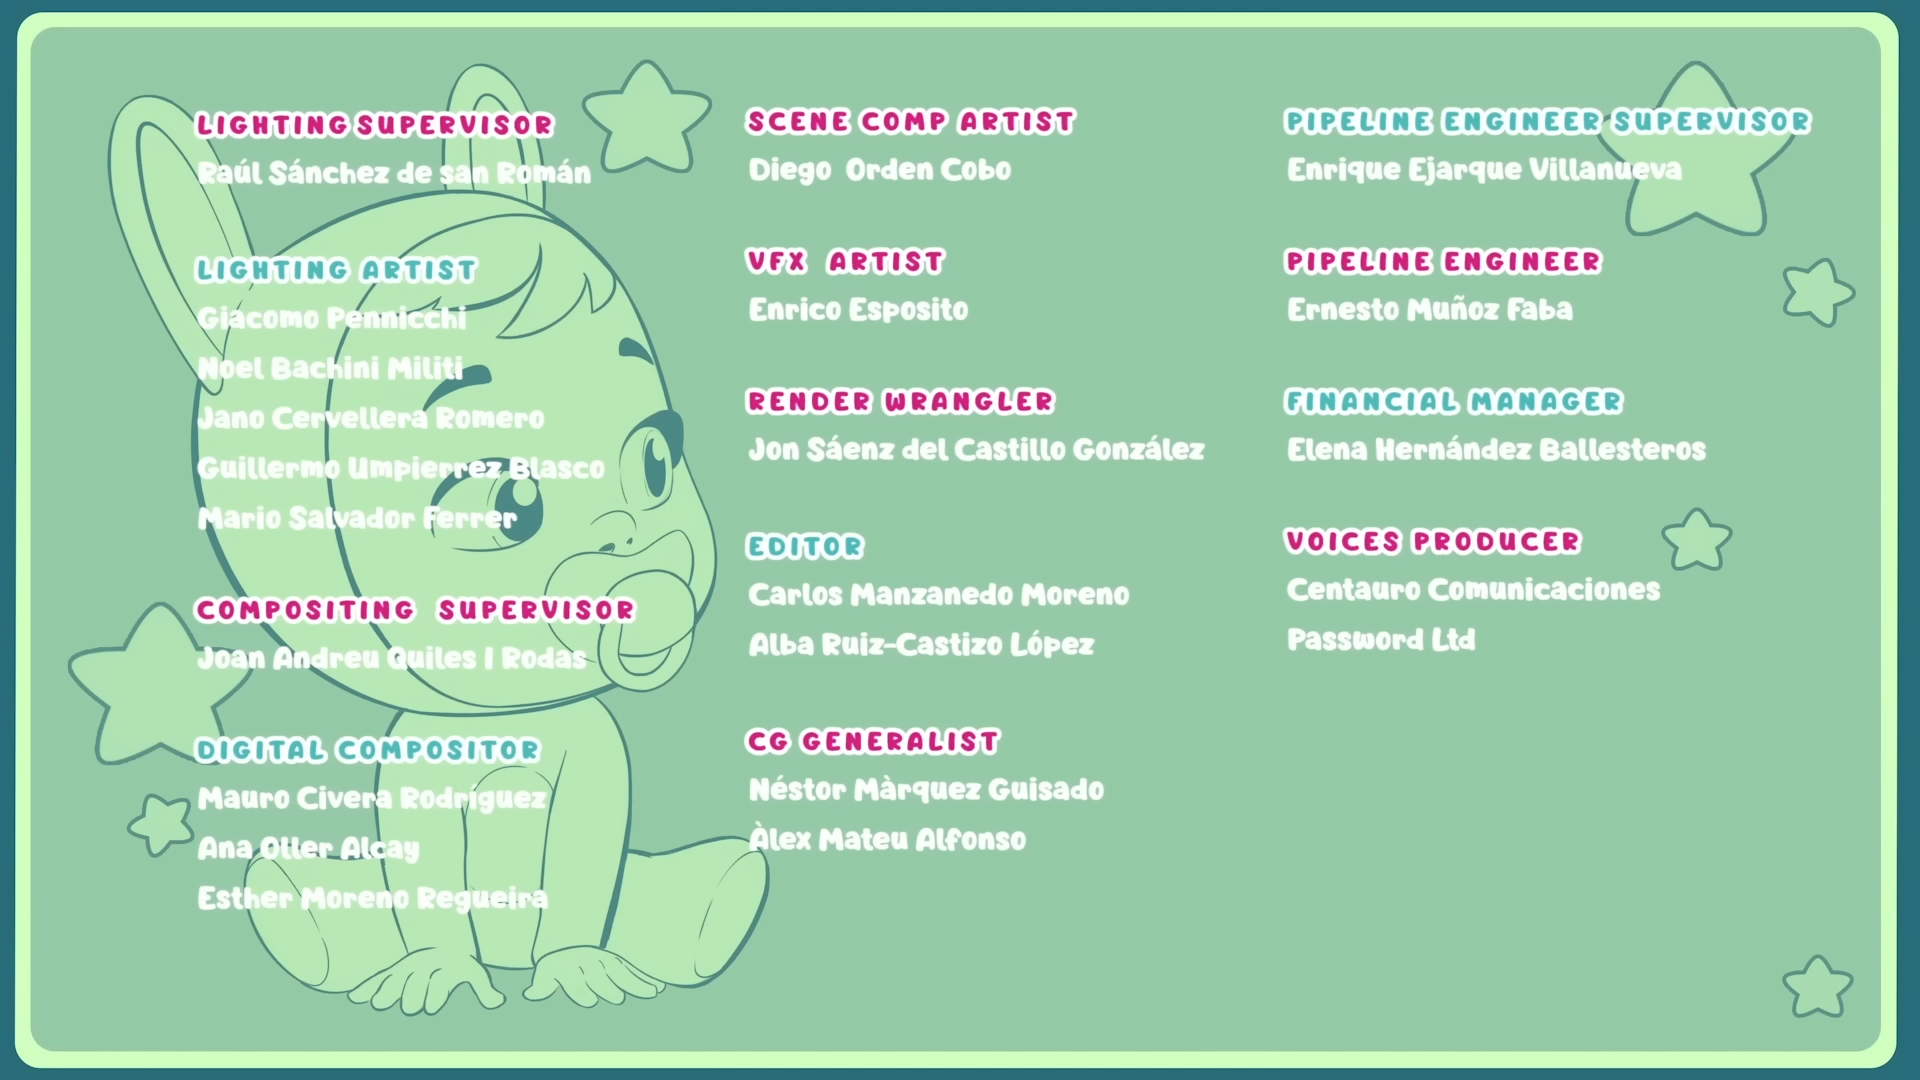 LIGHTING SUPERVISOR
Raúl Sánchez de san Román
LIGHTING ARTIST
Giacomo Pennicchi
Noel Bachini Militi
Jano Cervellera Romero
Guillermo Umpierrez Blasco
Mario Salvador Ferrer
COMPOSITING SUPERVISOR
Joan Andreu Quiles I Rodas
DIGITAL COMPOSITOR
Mauro Civera Rodríguez
Ana Oller Alcay
Esther Moreno Regueira
SCENE COMP ARTIST
Diego Orden Cobo
VFX ARTIST
Enrico Esposito
RENDER WRANGLER
Jon Sáenz del Castillo González
EDITOR
Carlos Manzanedo Moreno
Alba Ruiz-Castizo López
CG GENERALIST
Néstor Màrquez Guisado
Àlex Mateu Alfonso
PIPELINE ENGINEER SUPERVISOR
Enrique Ejarque Villanueva
PIPELINE ENGINEER
Ernesto Muñoz Faba
FINANCIAL MANAGER
Elena Hernández Ballesteros
VOICES PRODUCER
Centauro Comunicaciones
Password Ltd